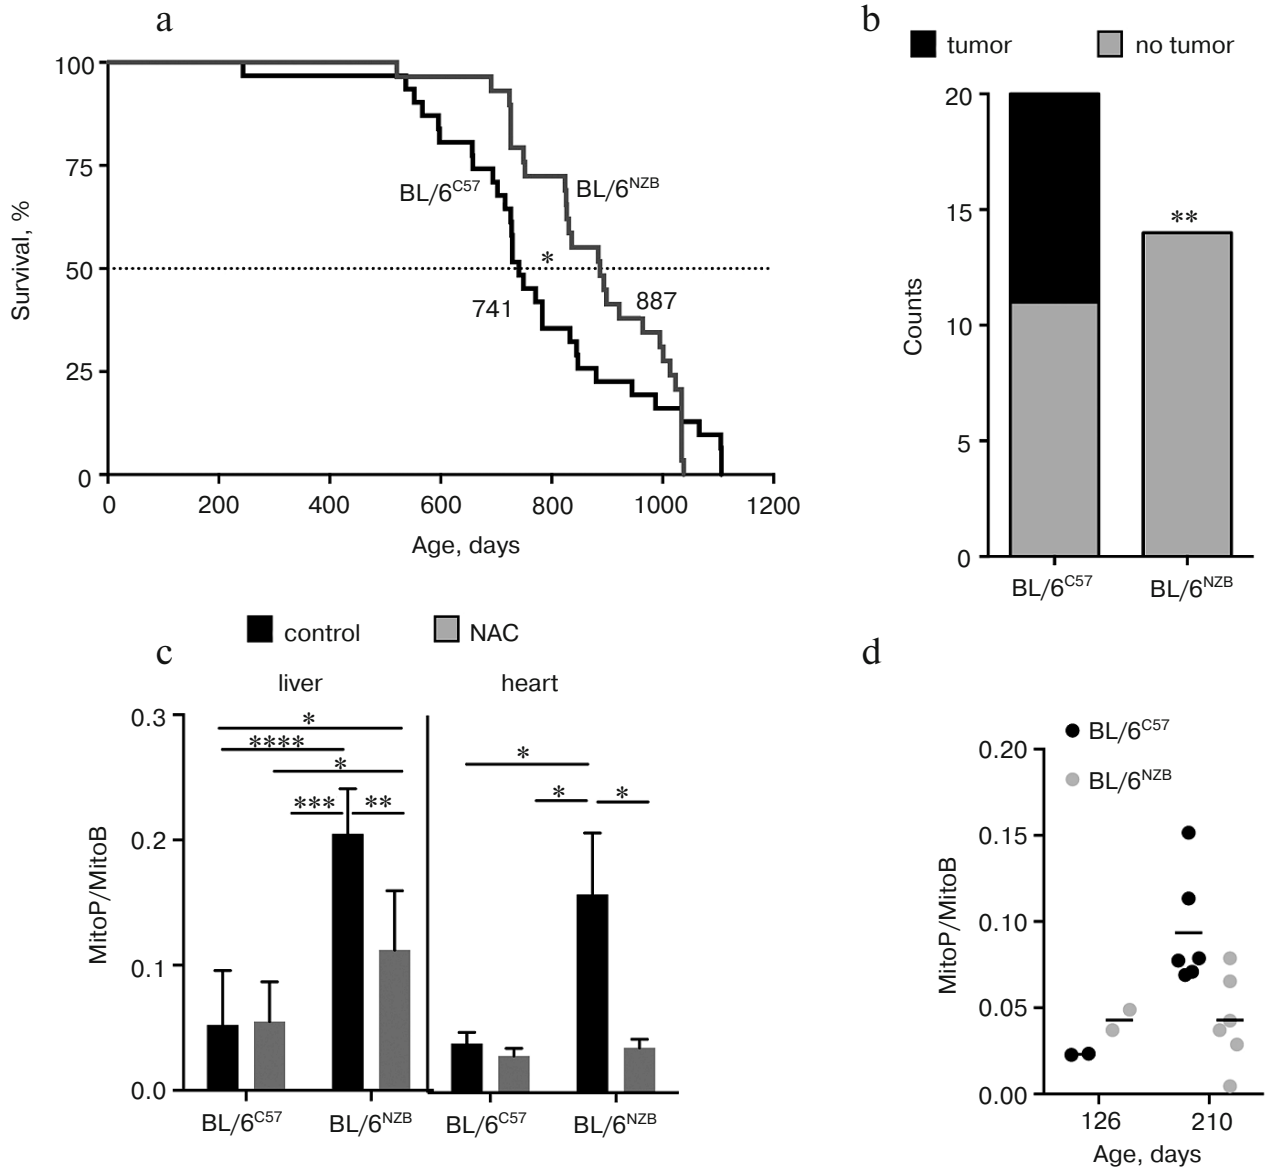 a
100
75
50
25
0
Survival, %
BL/6C57
BL/6NZB
*
741
887
0 200 400 600 800 1000 1200
Age, days
b
tumor no tumor
20
15
10
5
0
Counts
**
BL/6C57 BL/6NZB
c
control NAC
liver heart
0.3
0.2
0.1
0.0
MitoP/MitoB
*
****
*
*** **
*
* *
BL/6C57 BL/6NZB BL/6C57 BL/6NZB
d
BL/6C57
BL/6NZB
0.20
0.15
0.10
0.05
0.00
MitoP/MitoB
126 210
Age, days